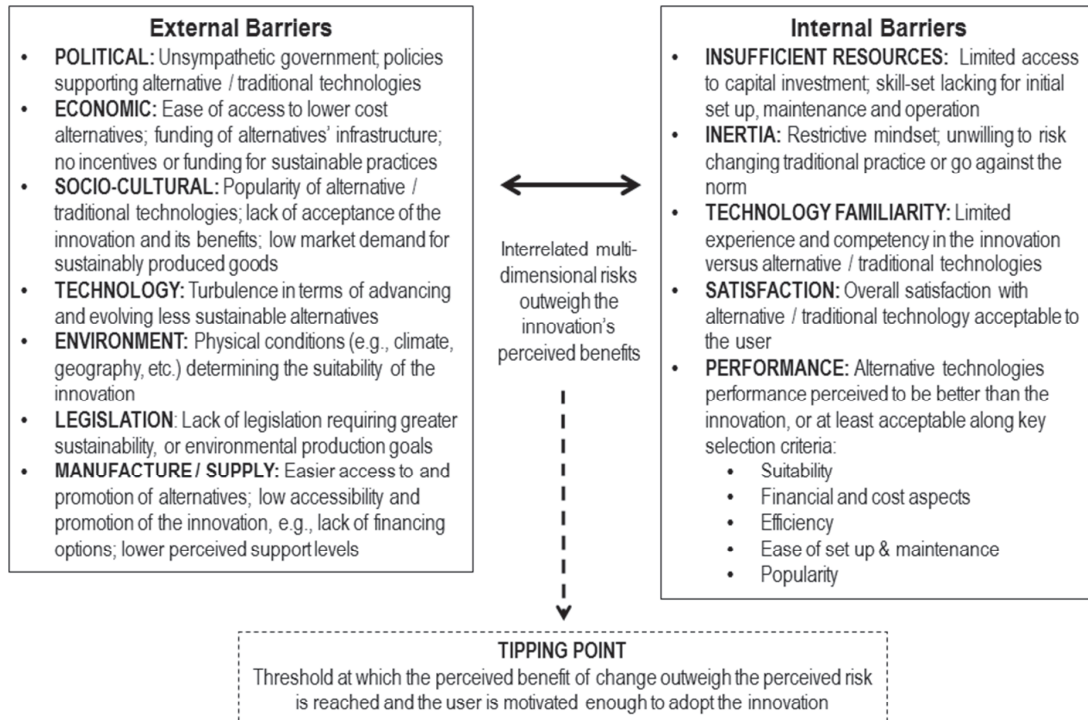 External Barriers
• POLITICAL: Unsympathetic government; policies
supporting alternative / traditional technologies
• ECONOMIC: Ease of access to lower cost
alternatives; funding of alternatives' infrastructure;
no incentives or funding for sustainable practices
• SOCIO-CULTURAL: Popularity of alternative /
traditional technologies; lack of acceptance of the
innovation and its benefits; low market demand for
sustainably produced goods
• TECHNOLOGY: Turbulence in terms of advancing
and evolving less sustainable alternatives
• ENVIRONMENT: Physical conditions (e.g., climate,
geography, etc.) determining the suitability of the
innovation
• LEGISLATION: Lack of legislation requiring greater
sustainability, or environmental production goals
• MANUFACTURE / SUPPLY: Easier access to and
promotion of alternatives; low accessibility and
promotion of the innovation, e.g., lack of financing
options; lower perceived support levels
Interrelated multi-
dimensional risks
outweigh the
innovation's
perceived benefits
Internal Barriers
• INSUFFICIENT RESOURCES: Limited access
to capital investment; skill-set lacking for initial
set up, maintenance and operation
• INERTIA: Restrictive mindset; unwilling to risk
changing traditional practice or go against the
norm
• TECHNOLOGY FAMILIARITY: Limited
experience and competency in the innovation
versus alternative / traditional technologies
• SATISFACTION: Overall satisfaction with
alternative / traditional technology acceptable to
the user
• PERFORMANCE: Alternative technologies
performance perceived to be better than the
innovation, or at least acceptable along key
selection criteria:
• Suitability
• Financial and cost aspects
• Efficiency
• Ease of set up & maintenance
• Popularity
TIPPING POINT
Threshold at which the perceived benefit of change outweigh the perceived risk
is reached and the user is motivated enough to adopt the innovation